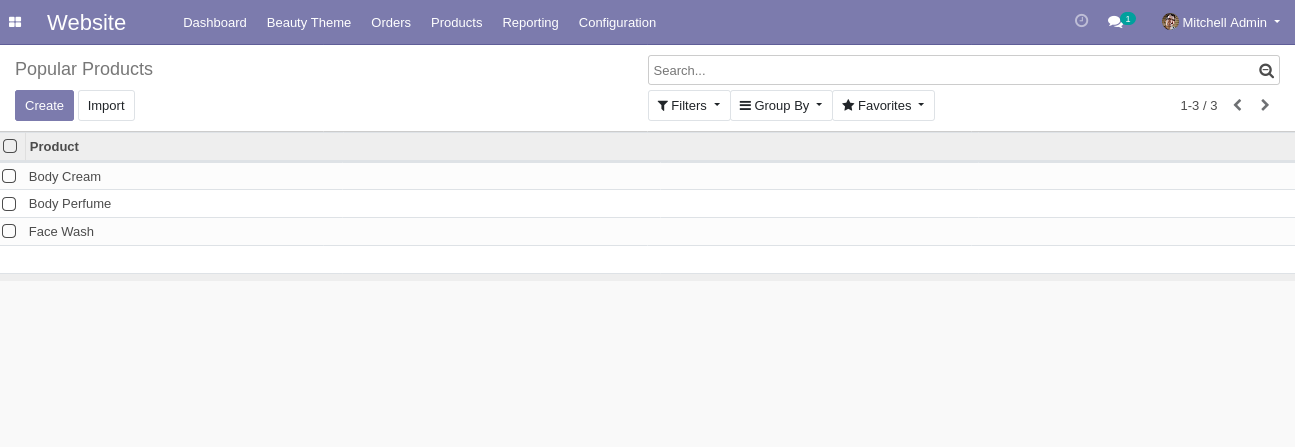 Website Dashboard Beauty Theme Orders Products Reporting Configuration 1 Mitchell Admin
Popular Products
Search...
Create Import Filters Group By Favorites 1-3 / 3
Product
Body Cream
Body Perfume
Face Wash